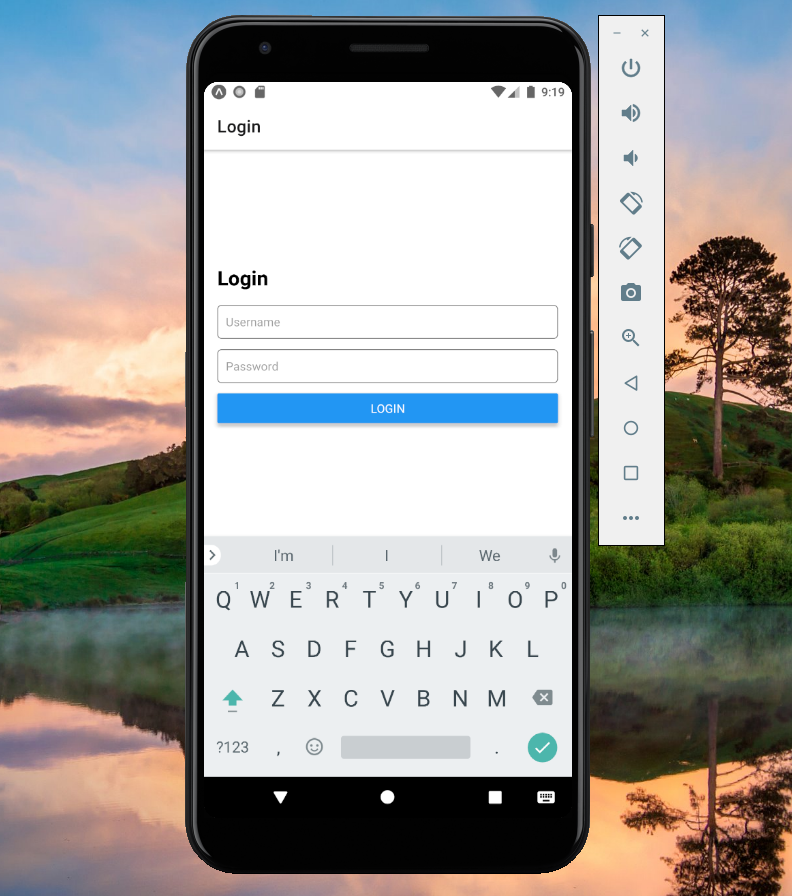 9:19
Login
Login
Username
Password
LOGIN
I'm I We
1 2 3 4 5 6 7 8 9 0
Q W E R T Y U I O P
A S D F G H J K L
Z X C V B N M
?123 , .